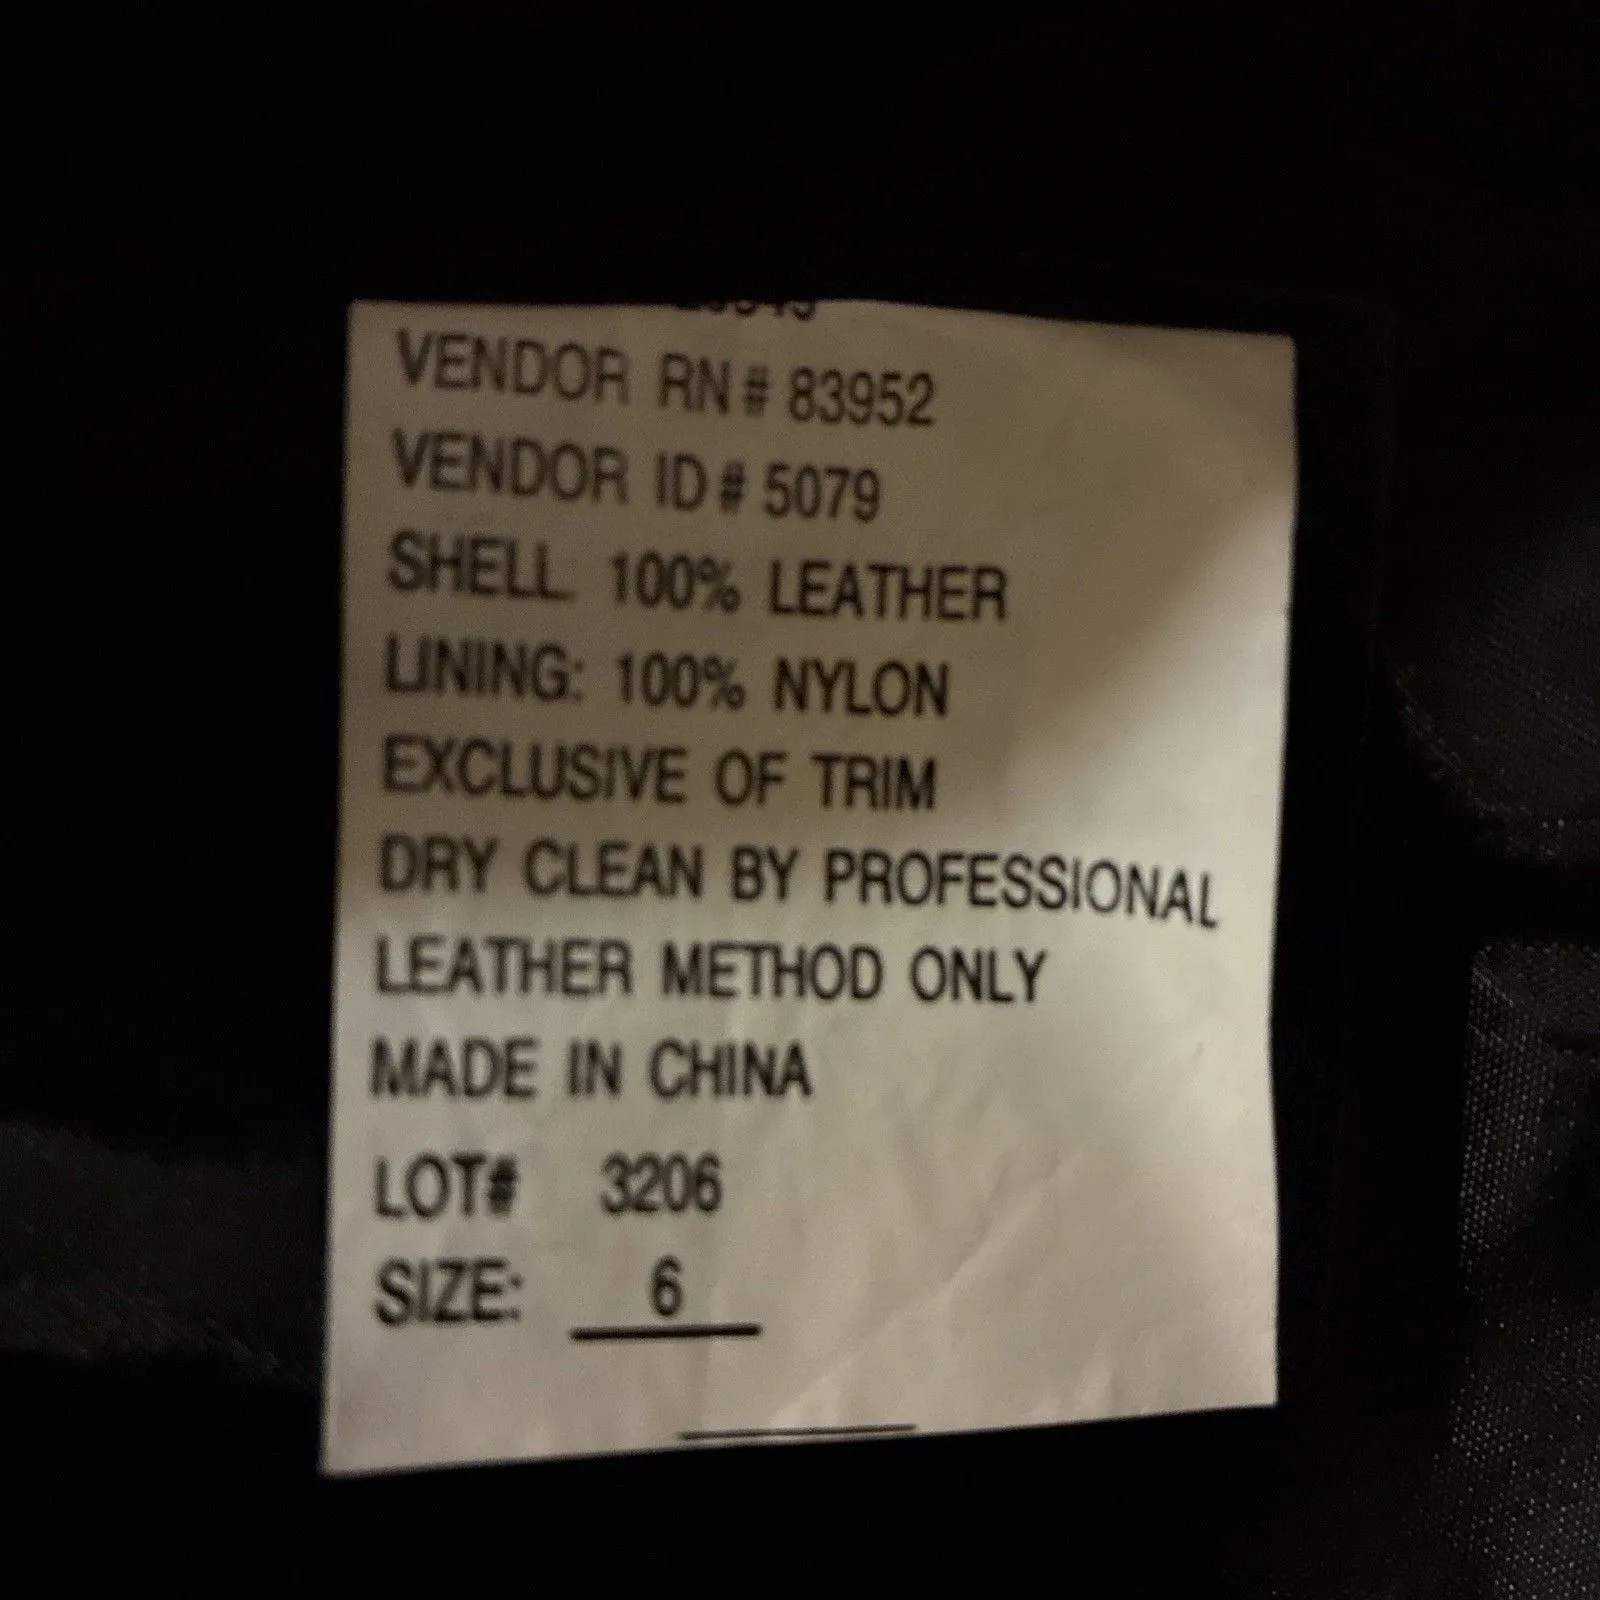 VENDOR RN# 83952
VENDOR ID# 5079
SHELL 100% LEATHER
LINING: 100% NYLON
EXCLUSIVE OF TRIM
DRY CLEAN BY PROFESSIONAL
LEATHER METHOD ONLY
MADE IN CHINA
LOT# 3206
SIZE: 6